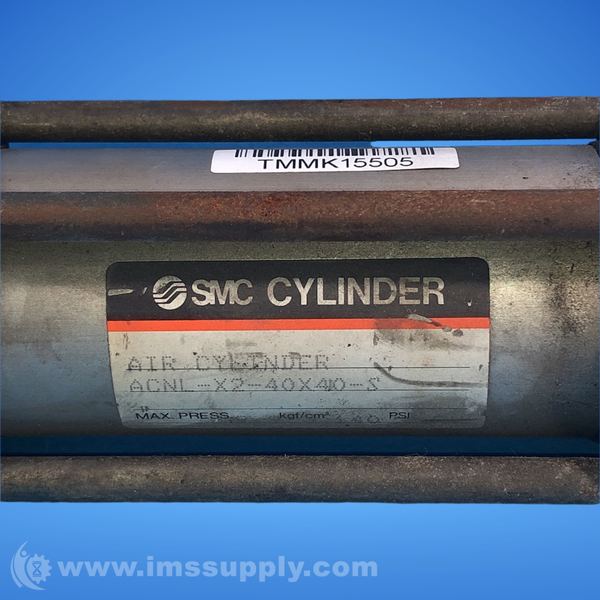 TMMK15505
SMC CYLINDER
AIR CYLINDER
ACNL-X2-40X40-S
MAX. PRESS. kgf/cm² PSI
www.imssupply.com